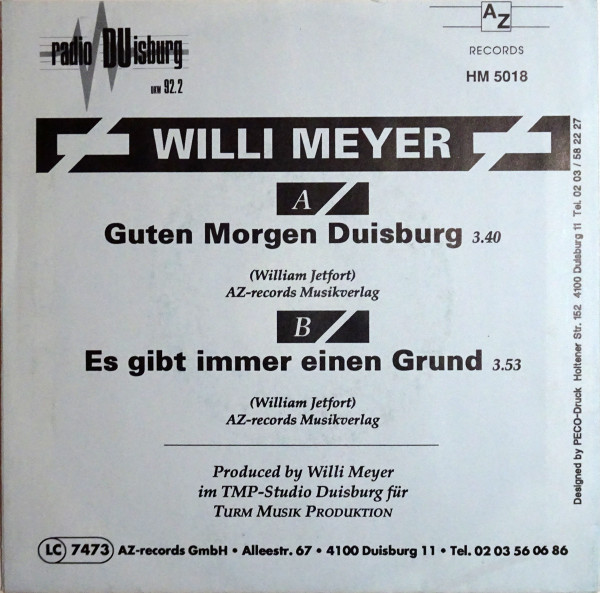 radio DUisburg
UKW 92.2
AZ
RECORDS
HM 5018
WILLI MEYER
A
Guten Morgen Duisburg 3.40
(William Jetfort)
AZ-records Musikverlag
B
Es gibt immer einen Grund 3.53
(William Jetfort)
AZ-records Musikverlag
Produced by Willi Meyer
im TMP-Studio Duisburg für
TURM MUSIK PRODUKTION
LC 7473 AZ-records GmbH • Alleestr. 67 • 4100 Duisburg 11 • Tel. 02 03 56 06 86
Designed by PECO-Druck Holtener Str. 152 4100 Duisburg 11 Tel. 02 03 / 58 22 27